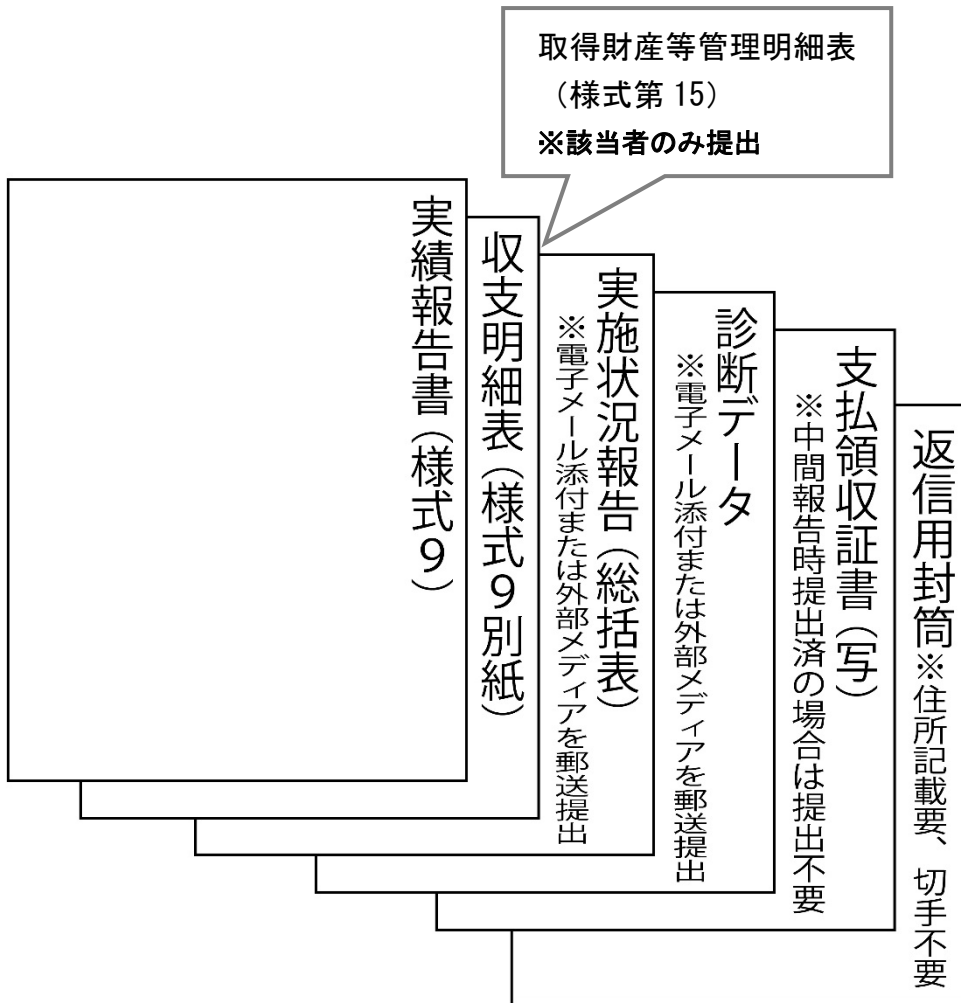 取得財産等管理明細表
（様式第 15）
※該当者のみ提出
実績報告書（様式９）
収支明細表（様式９別紙）
実施状況報告（総括表）
※電子メール添付または外部メディアを郵送提出
診断データ
※電子メール添付または外部メディアを郵送提出
支払領収証書（写）
※中間報告時提出済の場合は提出不要
返信用封筒※住所記載要、切手不要